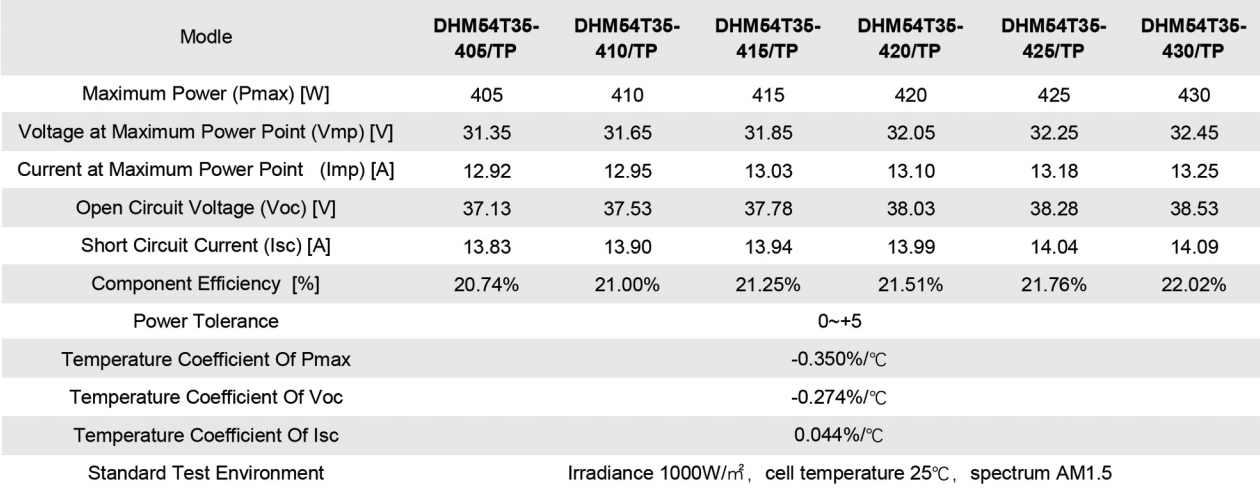 Modle DHM54T35-405/TP DHM54T35-410/TP DHM54T35-415/TP DHM54T35-420/TP DHM54T35-425/TP DHM54T35-430/TP
Maximum Power (Pmax) [W] 405 410 415 420 425 430
Voltage at Maximum Power Point (Vmp) [V] 31.35 31.65 31.85 32.05 32.25 32.45
Current at Maximum Power Point (Imp) [A] 12.92 12.95 13.03 13.10 13.18 13.25
Open Circuit Voltage (Voc) [V] 37.13 37.53 37.78 38.03 38.28 38.53
Short Circuit Current (Isc) [A] 13.83 13.90 13.94 13.99 14.04 14.09
Component Efficiency [%] 20.74% 21.00% 21.25% 21.51% 21.76% 22.02%
Power Tolerance 0~+5
Temperature Coefficient Of Pmax -0.350%/℃
Temperature Coefficient Of Voc -0.274%/℃
Temperature Coefficient Of Isc 0.044%/℃
Standard Test Environment Irradiance 1000W/㎡, cell temperature 25℃, spectrum AM1.5